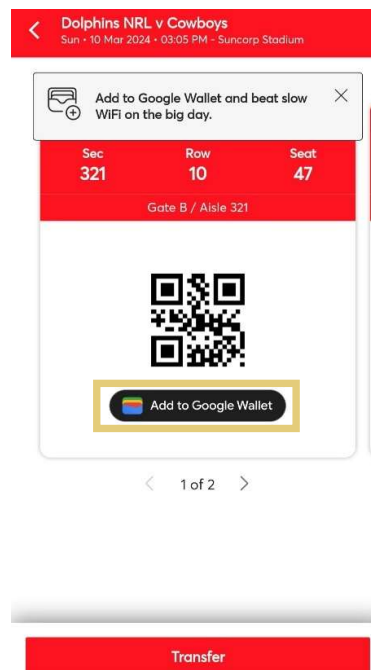 Dolphins NRL v Cowboys
Sun • 10 Mar 2024 • 03:05 PM - Suncorp Stadium
Add to Google Wallet and beat slow
WiFi on the big day.
Sec Row Seat
321 10 47
Gate B / Aisle 321
Add to Google Wallet
1 of 2
Transfer